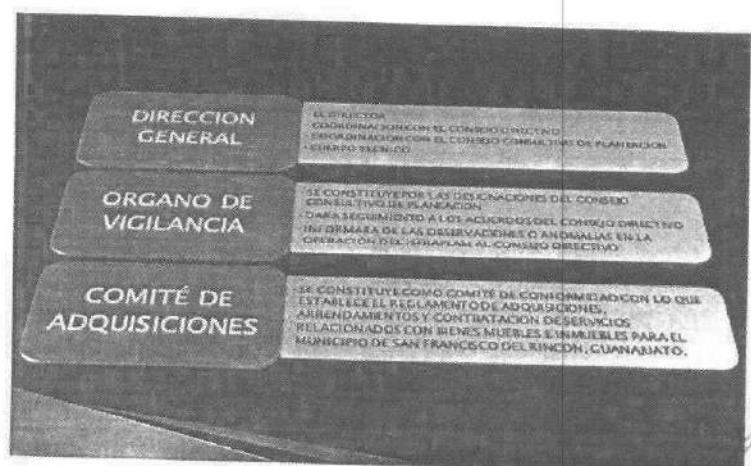 DIRECCION
GENERAL
- EL DIRECTOR
- COORDINACION CON EL CONSEJO DIRECTIVO
- COORDINACION CON EL CONSEJO CONSULTIVO DE PLANEACION
- CUERPO TECNICO
ORGANO DE
VIGILANCIA
- SE CONSTITUYE POR LAS DESIGNACIONES DEL CONSEJO
CONSULTIVO DE PLANEACION
- DARA SEGUIMIENTO A LOS ACUERDOS DEL CONSEJO DIRECTIVO
- INFORMARA DE LAS OBSERVACIONES O ANOMALIAS EN LA
OPERACIÓN DEL AL CONSEJO DIRECTIVO
COMITÉ DE
ADQUISICIONES
- SE CONSTITUYE COMO COMITÉ DE CONFORMIDAD CON LO QUE
ESTABLECE EL REGLAMENTO DE ADQUISICIONES,
ARRENDAMIENTOS Y CONTRATACION DE SERVICIOS
RELACIONADOS CON BIENES MUEBLES E INMUEBLES PARA EL
MUNICIPIO DE SAN FRANCISCO DEL RINCON, GUANAJUATO.